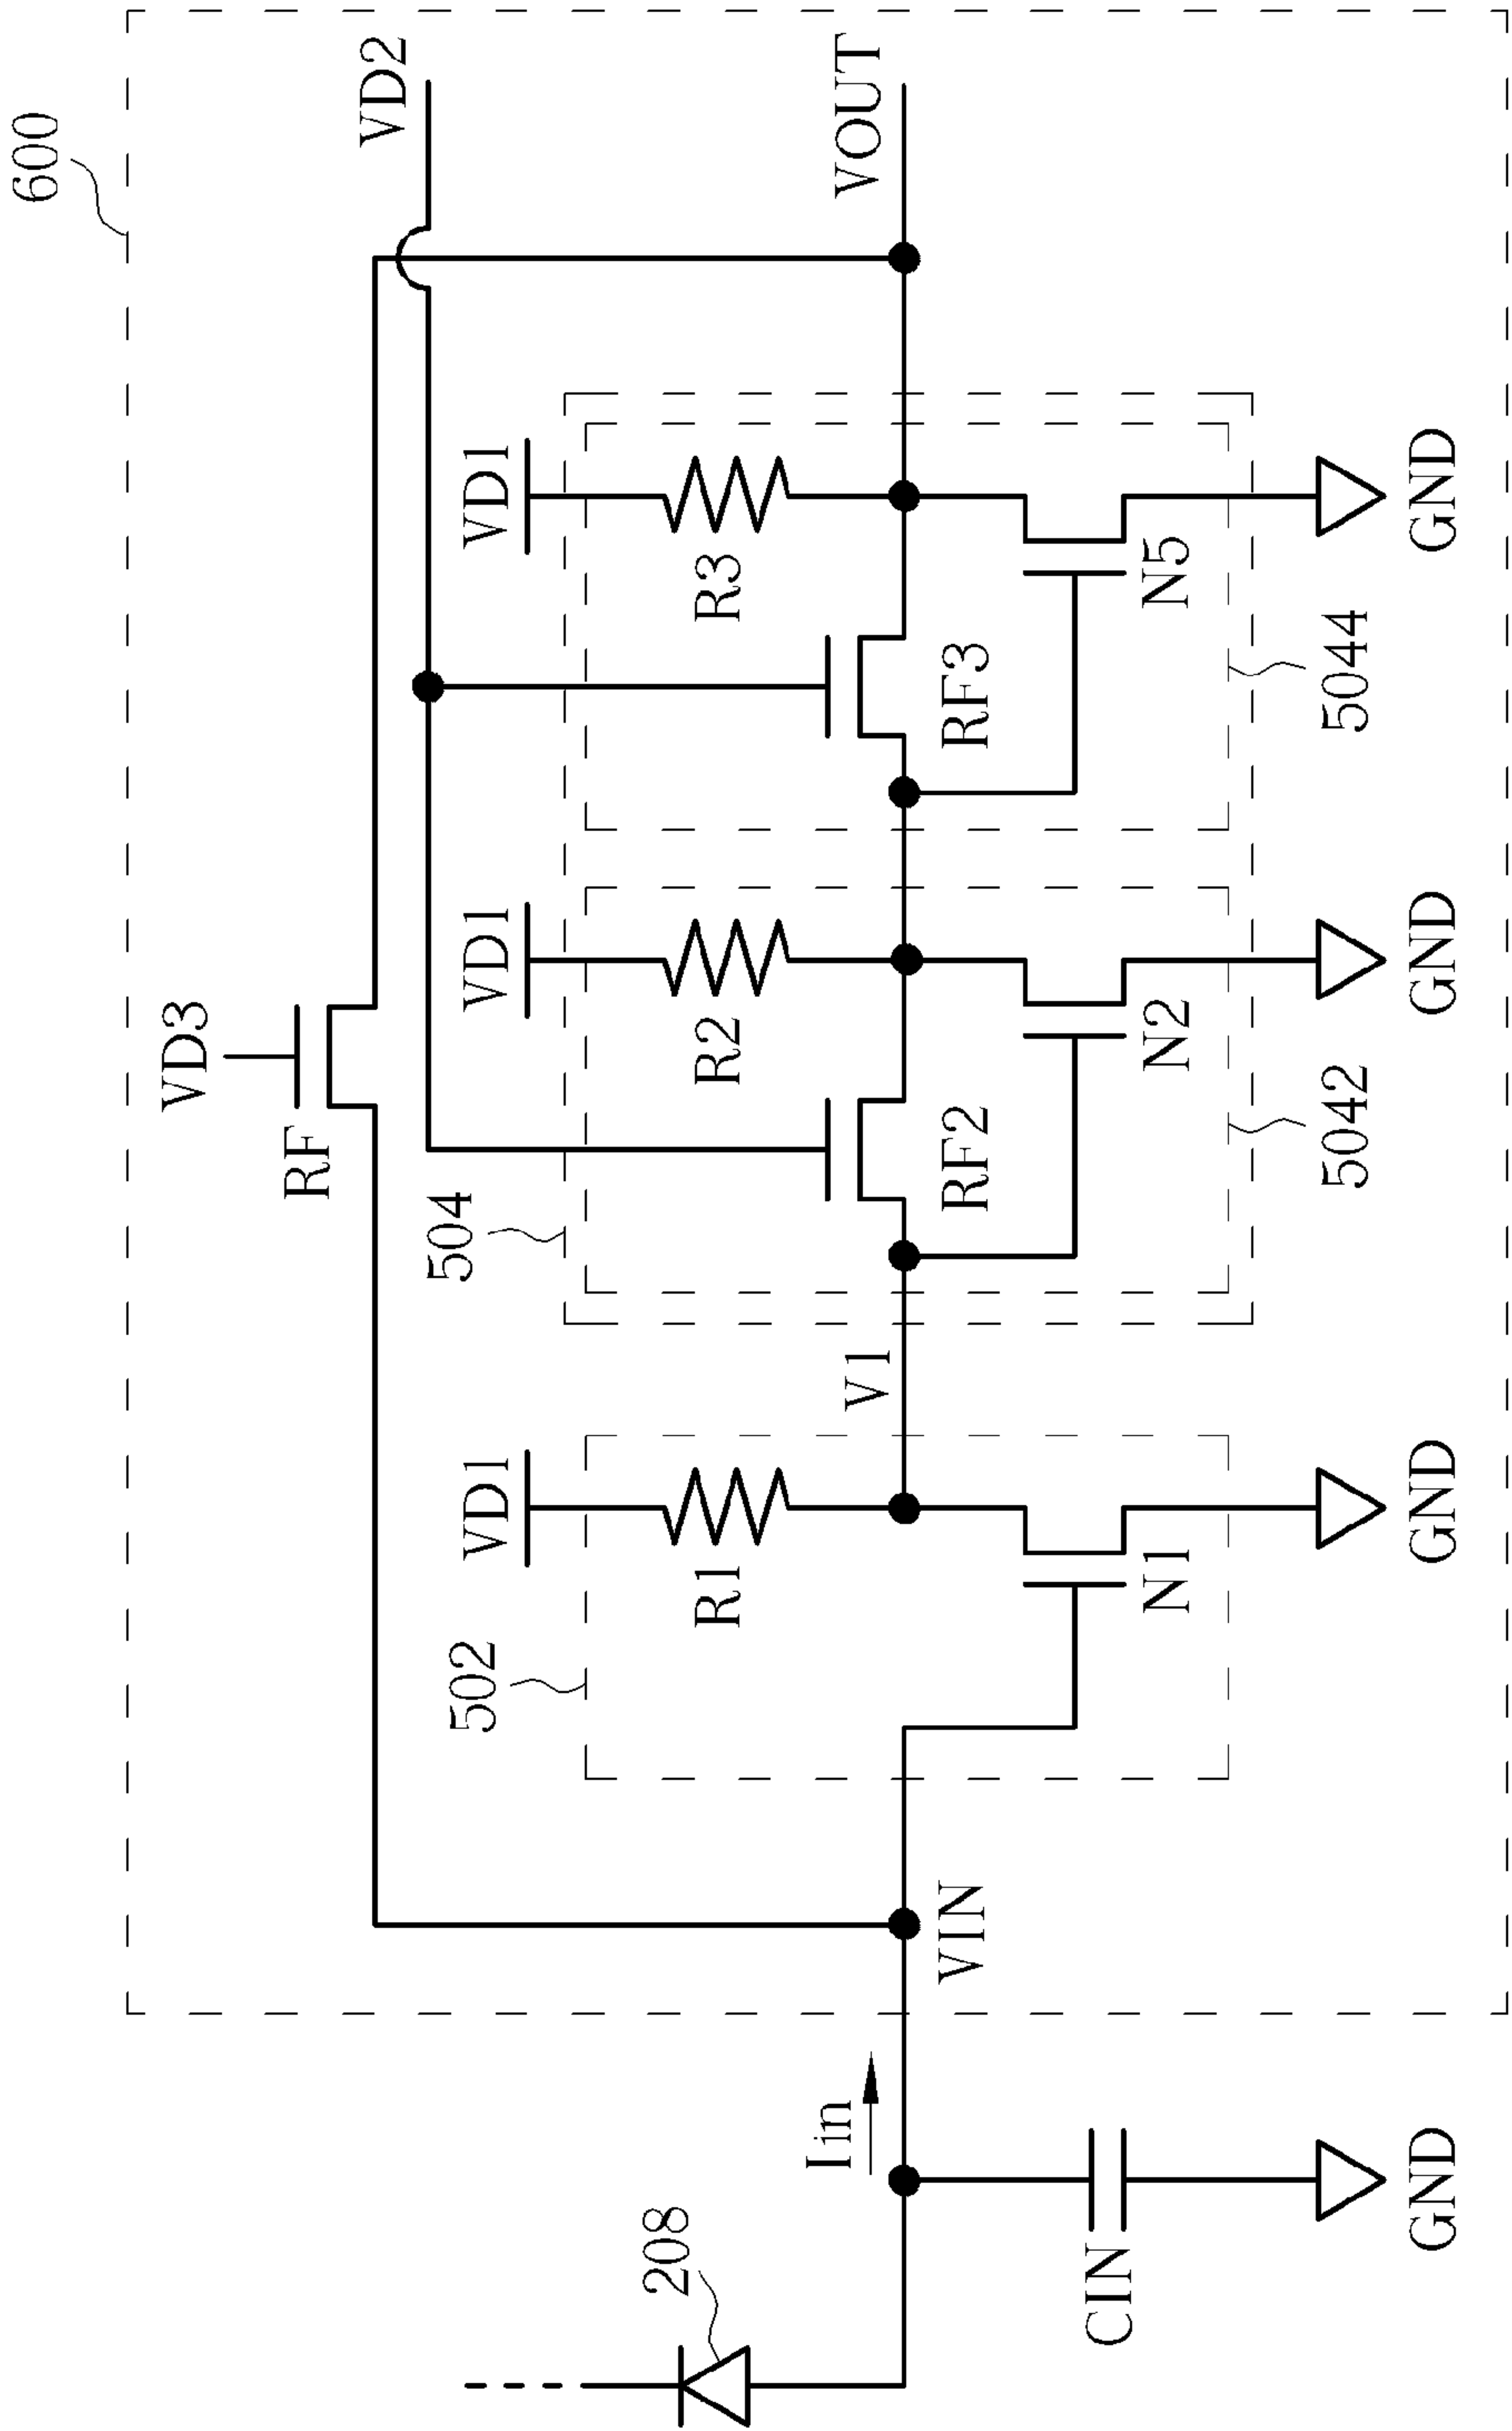 600
VD3
RF
VD2
504
VD1
VD1
VD1
502
R1
R2
R3
208
Iin
V1
VOUT
VIN
RF2
RF3
CIN
N1
N2
N5
5042
5044
GND
GND
GND
GND